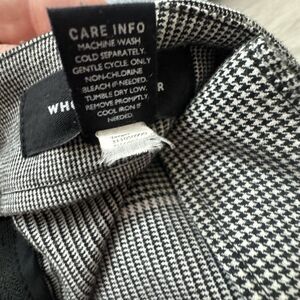 CARE INFO
MACHINE WASH
COLD SEPARATELY.
GENTLE CYCLE. ONLY
NON-CHLORINE
BLEACH IF NEEDED.
TUMBLE DRY LOW.
REMOVE PROMPTLY.
COOL IRON IF
NEEDED.
WHO
R